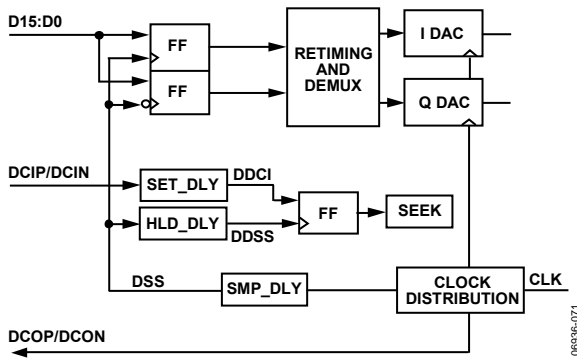 D15:D0
FF
FF
RETIMING
AND
DEMUX
I DAC
Q DAC
DCIP/DCIN
SET_DLY
DDCI
HLD_DLY
DDSS
FF
SEEK
DSS
SMP_DLY
CLOCK
DISTRIBUTION
CLK
DCOP/DCON
06936-071